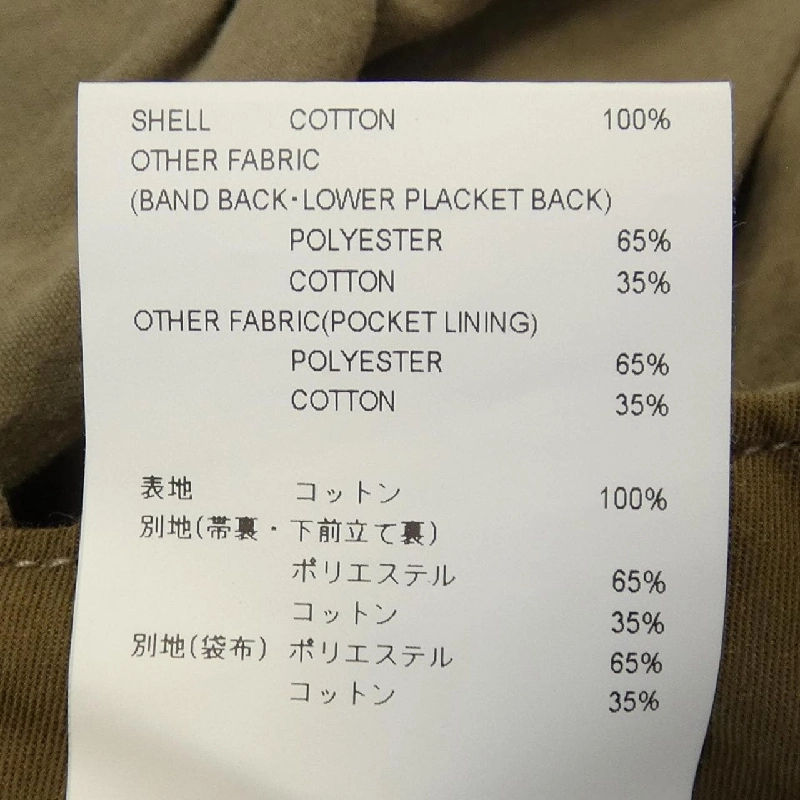 SHELL COTTON 100%
OTHER FABRIC
(BAND BACK・LOWER PLACKET BACK)
POLYESTER 65%
COTTON 35%
OTHER FABRIC(POCKET LINING)
POLYESTER 65%
COTTON 35%
表地 コットン 100%
別地(帯裏・下前立て裏)
ポリエステル 65%
コットン 35%
別地(袋布) ポリエステル 65%
コットン 35%